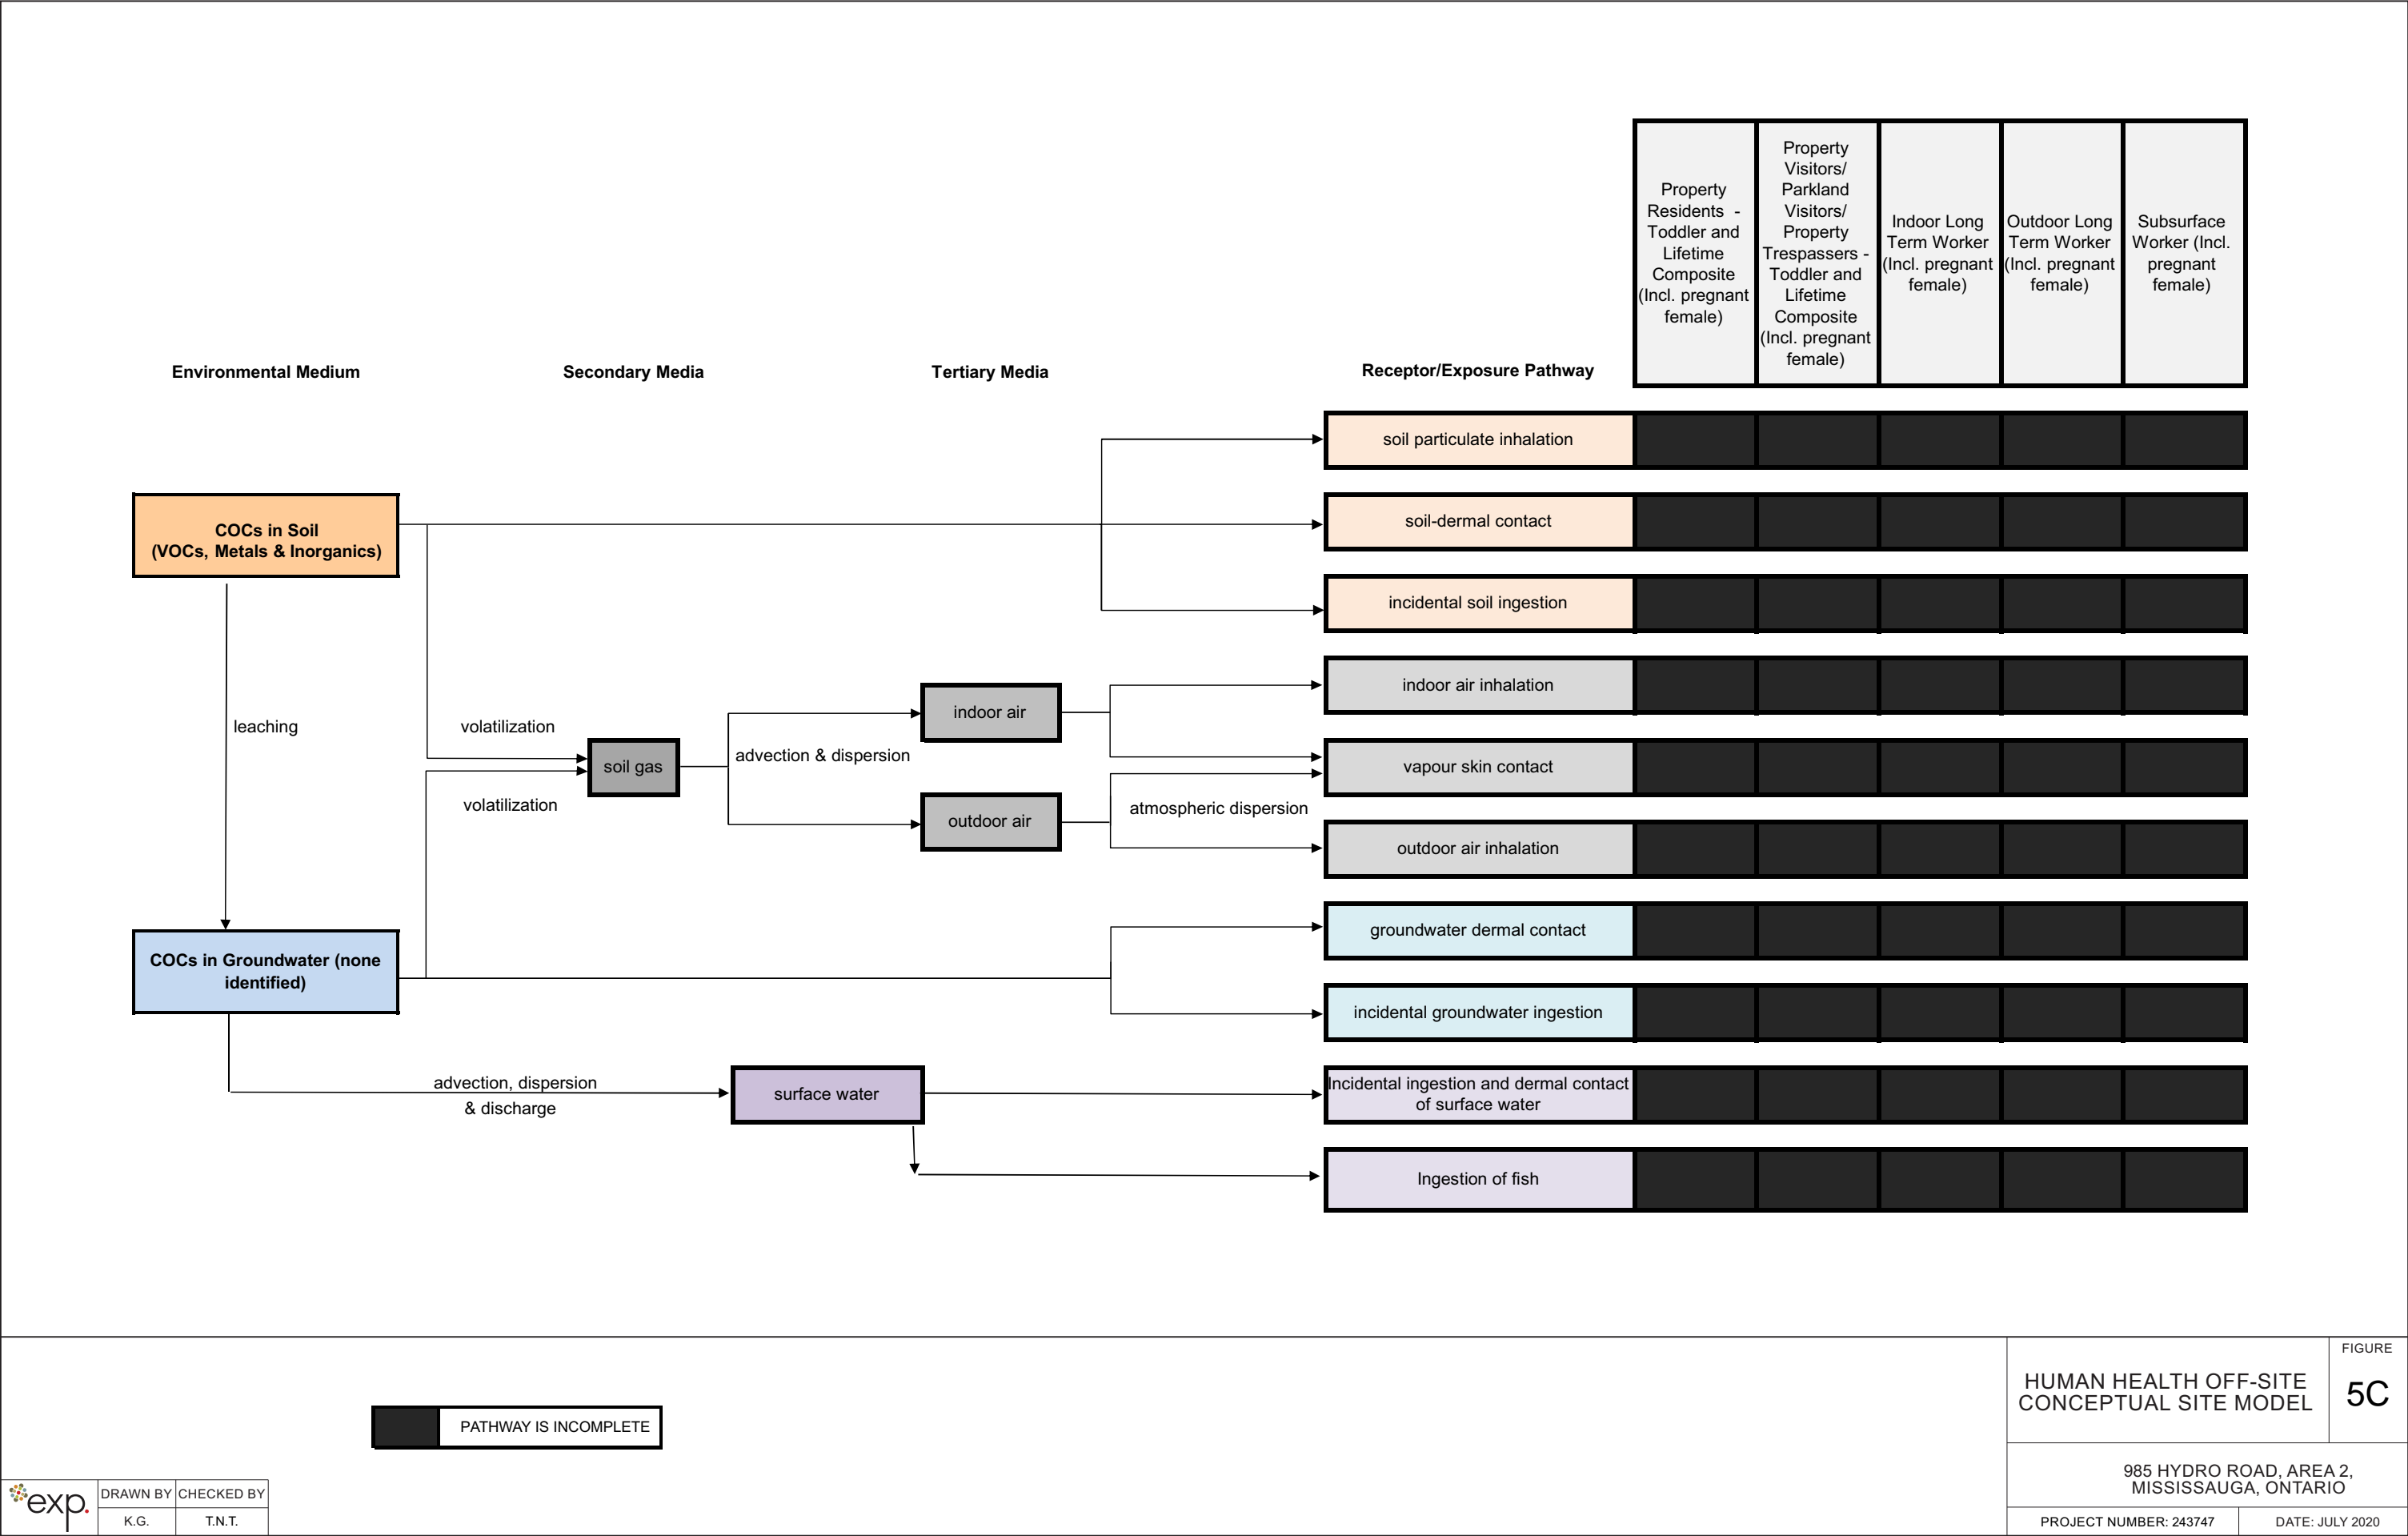 Property
Residents -
Toddler and
Lifetime
Composite
(Incl. pregnant
female)
Property
Visitors/
Parkland
Visitors/
Property
Trespassers -
Toddler and
Lifetime
Composite
(Incl. pregnant
female)
Indoor Long
Term Worker
(Incl. pregnant
female)
Outdoor Long
Term Worker
(Incl. pregnant
female)
Subsurface
Worker (Incl.
pregnant
female)
Environmental Medium
Secondary Media
Tertiary Media
Receptor/Exposure Pathway
soil particulate inhalation
COCs in Soil
(VOCs, Metals & Inorganics)
soil-dermal contact
incidental soil ingestion
indoor air inhalation
indoor air
leaching
volatilization
advection & dispersion
soil gas
vapour skin contact
volatilization
outdoor air
atmospheric dispersion
outdoor air inhalation
groundwater dermal contact
COCs in Groundwater (none
identified)
incidental groundwater ingestion
advection, dispersion
& discharge
surface water
Incidental ingestion and dermal contact
of surface water
Ingestion of fish
PATHWAY IS INCOMPLETE
HUMAN HEALTH OFF-SITE
CONCEPTUAL SITE MODEL
FIGURE
5C
985 HYDRO ROAD, AREA 2,
MISSISSAUGA, ONTARIO
PROJECT NUMBER: 243747
DATE: JULY 2020
exp.
DRAWN BY
CHECKED BY
K.G.
T.N.T.